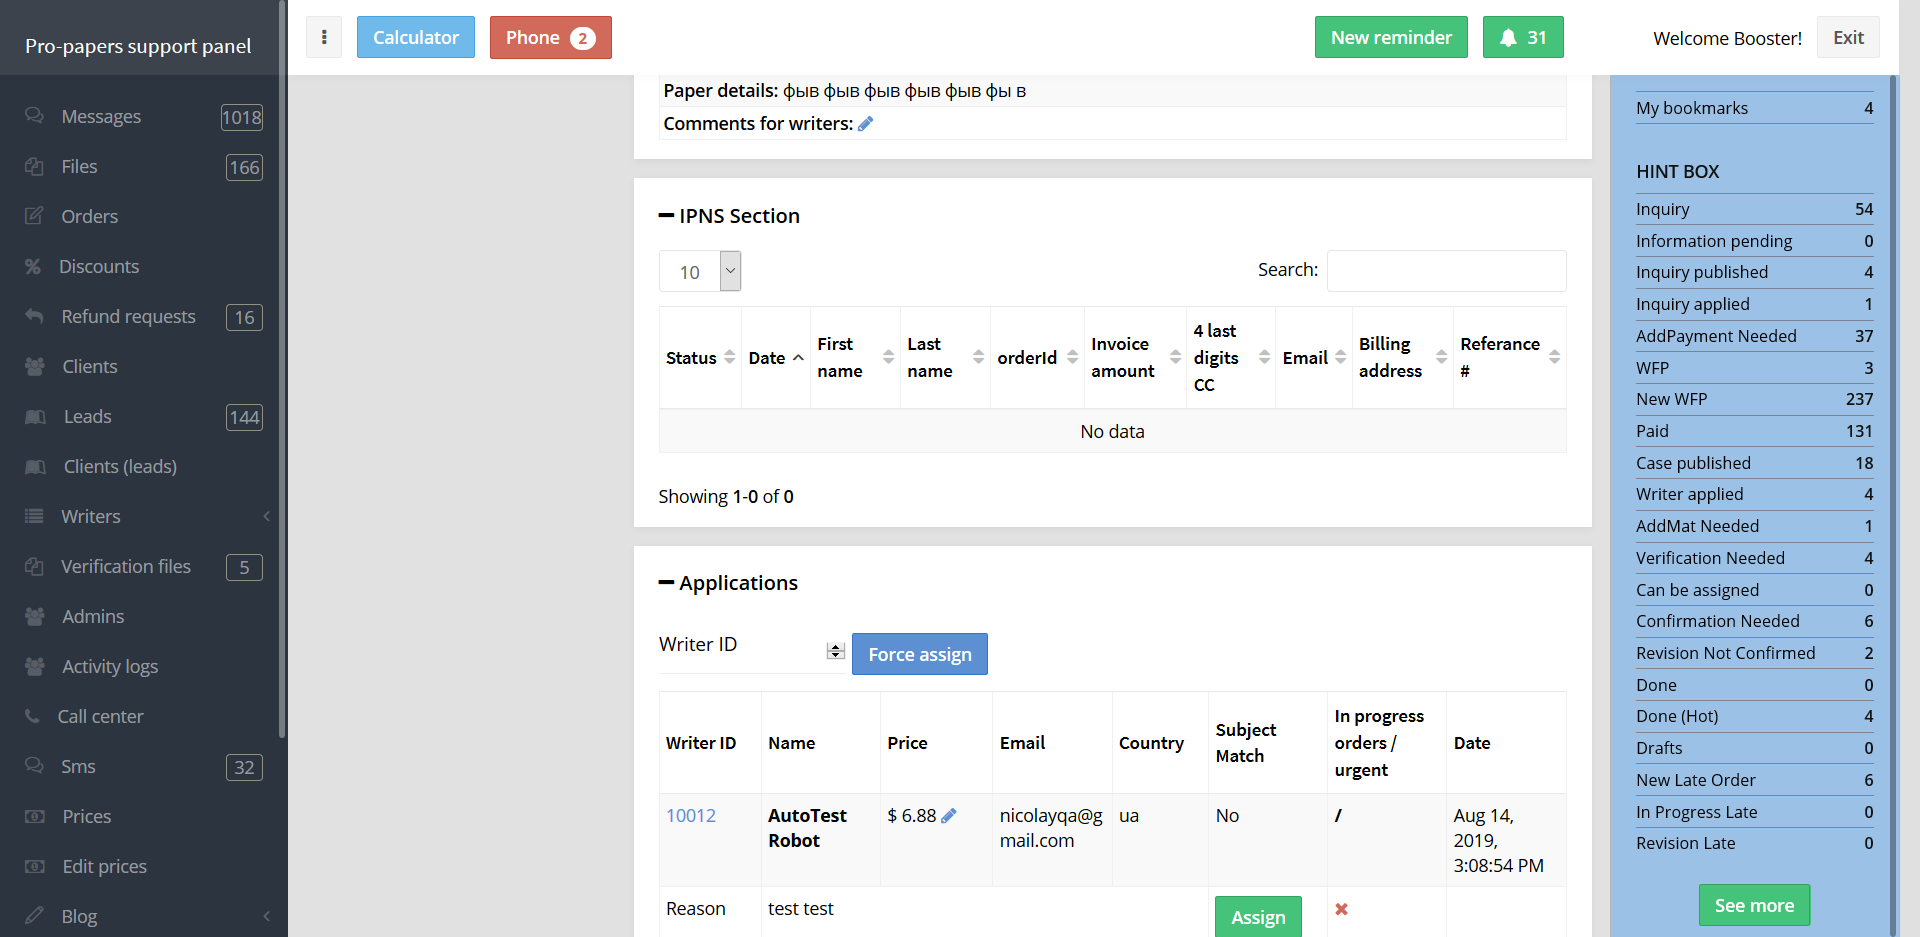 Pro-papers support panel
Calculator
Phone 2
New reminder
31
Welcome Booster!
Exit
Messages 1018
Files 166
Orders
Discounts
Refund requests 16
Clients
Leads 144
Clients (leads)
Writers
Verification files 5
Admins
Activity logs
Call center
Sms 32
Prices
Edit prices
Blog
Paper details: фыв фыв фыв фыв фыв фы в
Comments for writers:
IPNS Section
10
Search:
Status
Date
First name
Last name
orderId
Invoice amount
4 last digits CC
Email
Billing address
Referance #
No data
Showing 1-0 of 0
Applications
Writer ID
Force assign
Writer ID
Name
Price
Email
Country
Subject Match
In progress orders / urgent
Date
10012
AutoTest Robot
$ 6.88
nicolayqa@gmail.com
ua
No
/
Aug 14, 2019, 3:08:54 PM
Reason
test test
Assign
My bookmarks 4
HINT BOX
Inquiry 54
Information pending 0
Inquiry published 4
Inquiry applied 1
AddPayment Needed 37
WFP 3
New WFP 237
Paid 131
Case published 18
Writer applied 4
AddMat Needed 1
Verification Needed 4
Can be assigned 0
Confirmation Needed 6
Revision Not Confirmed 2
Done 0
Done (Hot) 4
Drafts 0
New Late Order 6
In Progress Late 0
Revision Late 0
See more